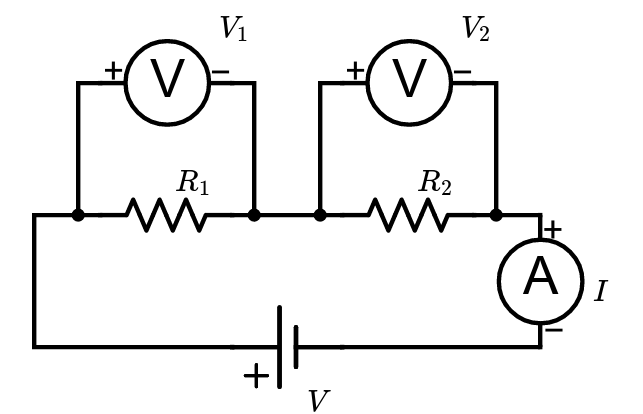 V₁ V₂
+ V − + V −
R₁ R₂
+
A I
−
+ V